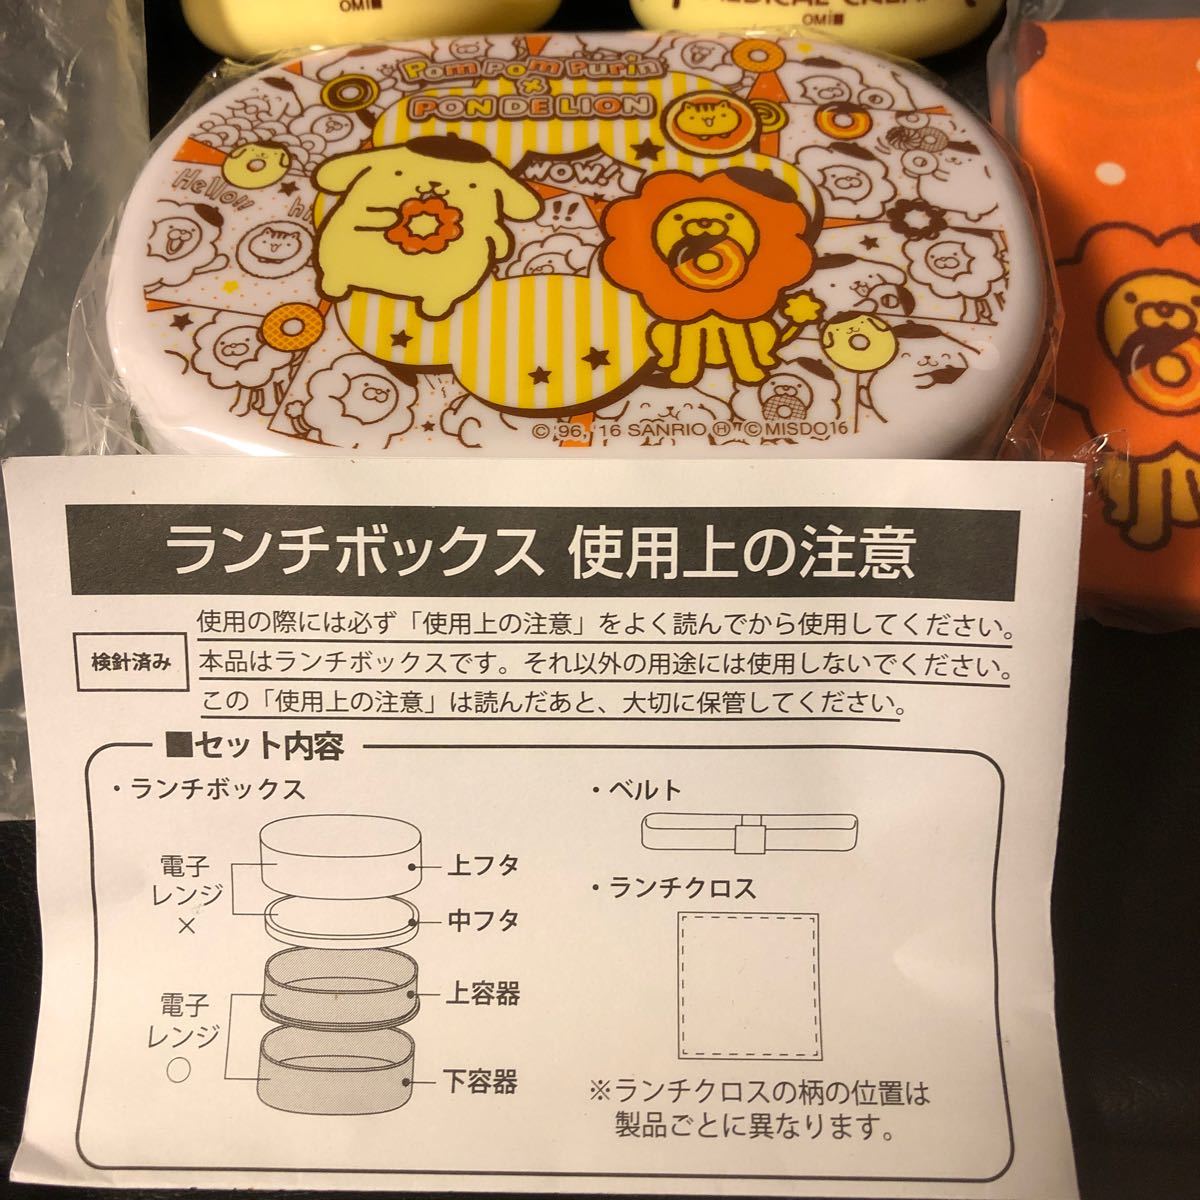 OMI
MEDICAL CREAM
OMI
Pom Pom Purin
×
PON DE LION
WOW!
Hello!!
!!
© '96, '16 SANRIO Ⓗ ©MISDO16
ランチボックス 使用上の注意
検針済み
使用の際には必ず「使用上の注意」をよく読んでから使用してください。
本品はランチボックスです。それ以外の用途には使用しないでください。
この「使用上の注意」は読んだあと、大切に保管してください。
■セット内容
・ランチボックス
電子
レンジ
×
上フタ
中フタ
電子
レンジ
○
上容器
下容器
・ベルト
・ランチクロス
※ランチクロスの柄の位置は
製品ごとに異なります。